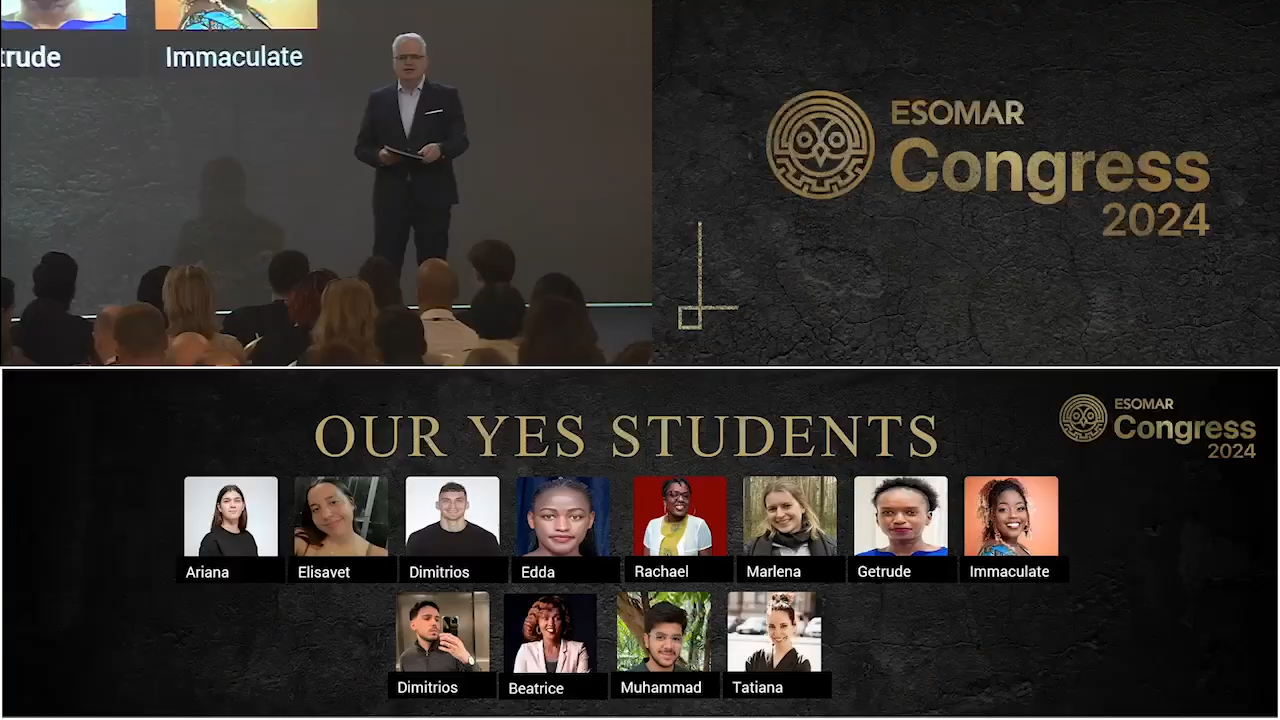 trude
Immaculate
ESOMAR
Congress
2024
OUR YES STUDENTS
ESOMAR
Congress
2024
Ariana
Elisavet
Dimitrios
Edda
Rachael
Marlena
Getrude
Immaculate
Dimitrios
Beatrice
Muhammad
Tatiana